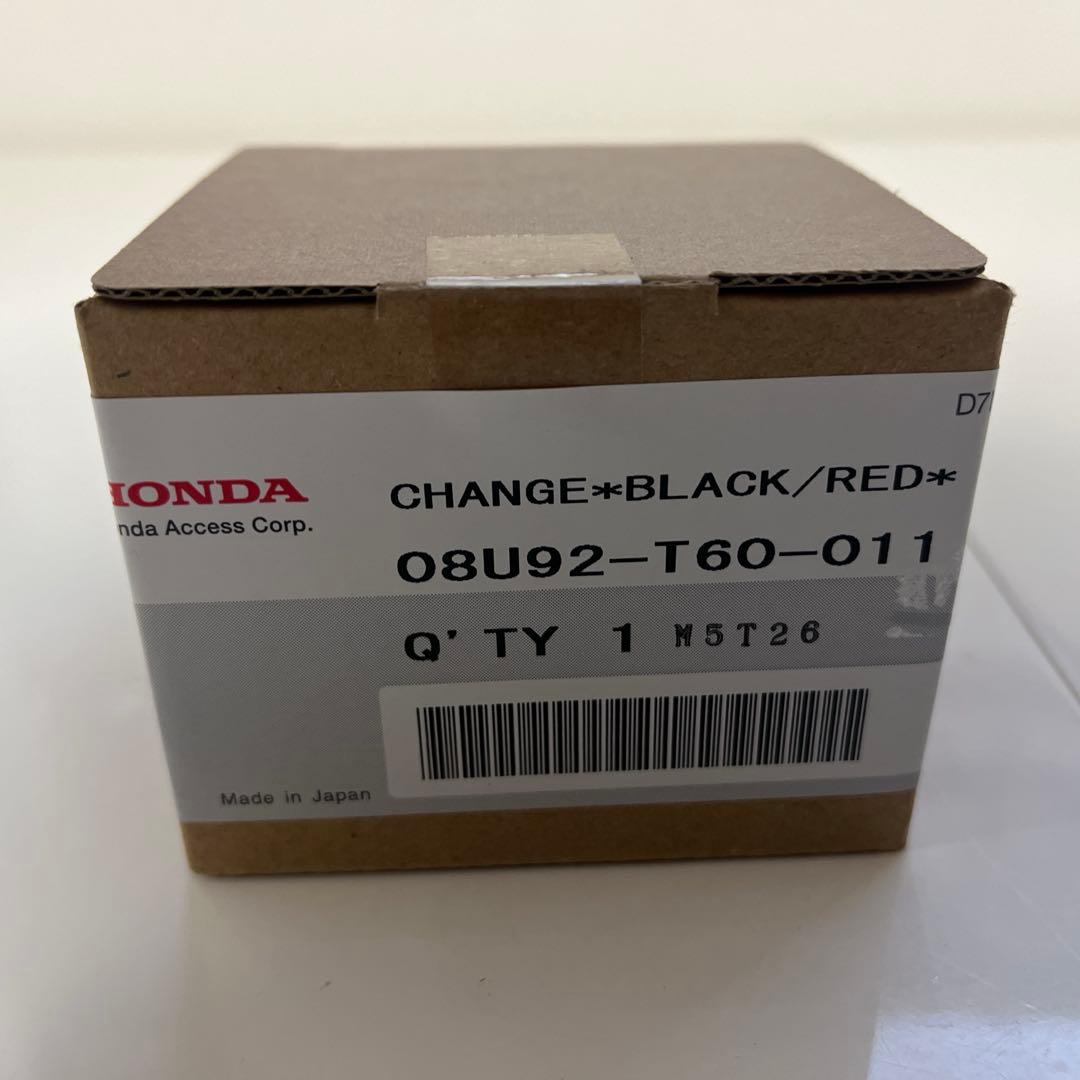 D7
HONDA
nda Access Corp.
CHANGE*BLACK/RED*
08U92-T60-011
Q' TY 1 M5T26
Made in Japan